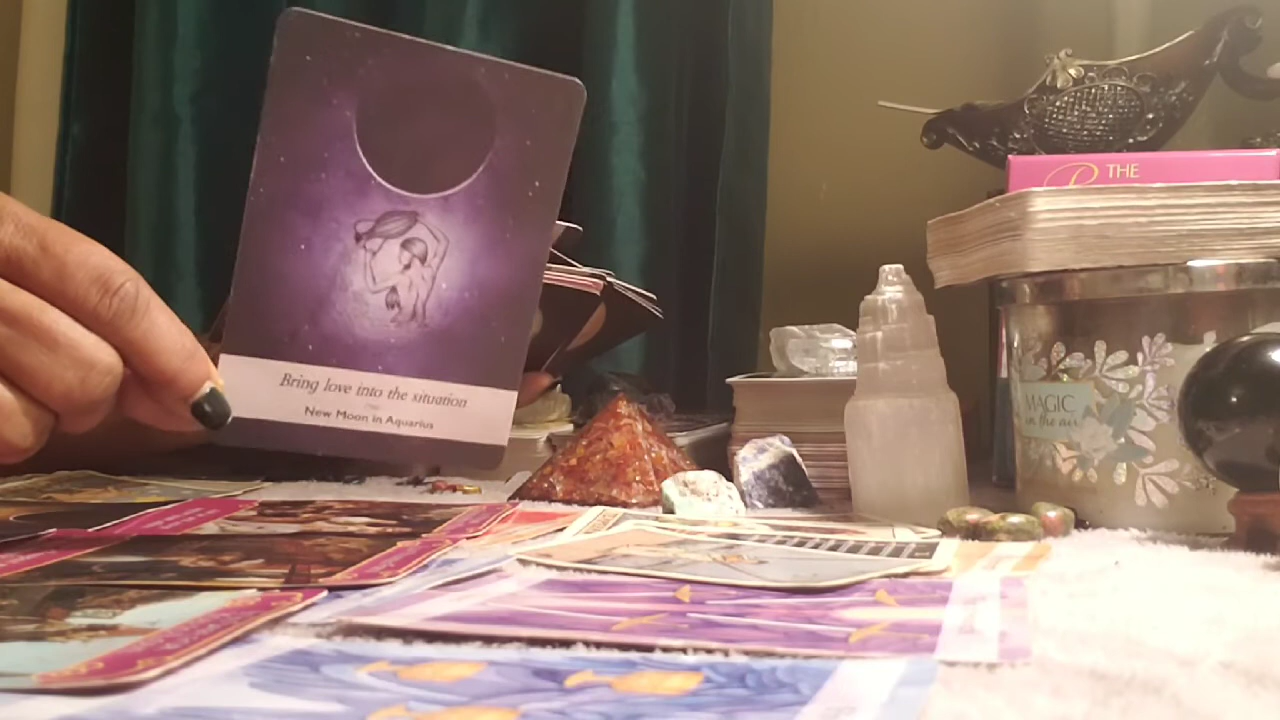 Bring love into the situation
New Moon in Aquarius
THE
MAGIC
in the air